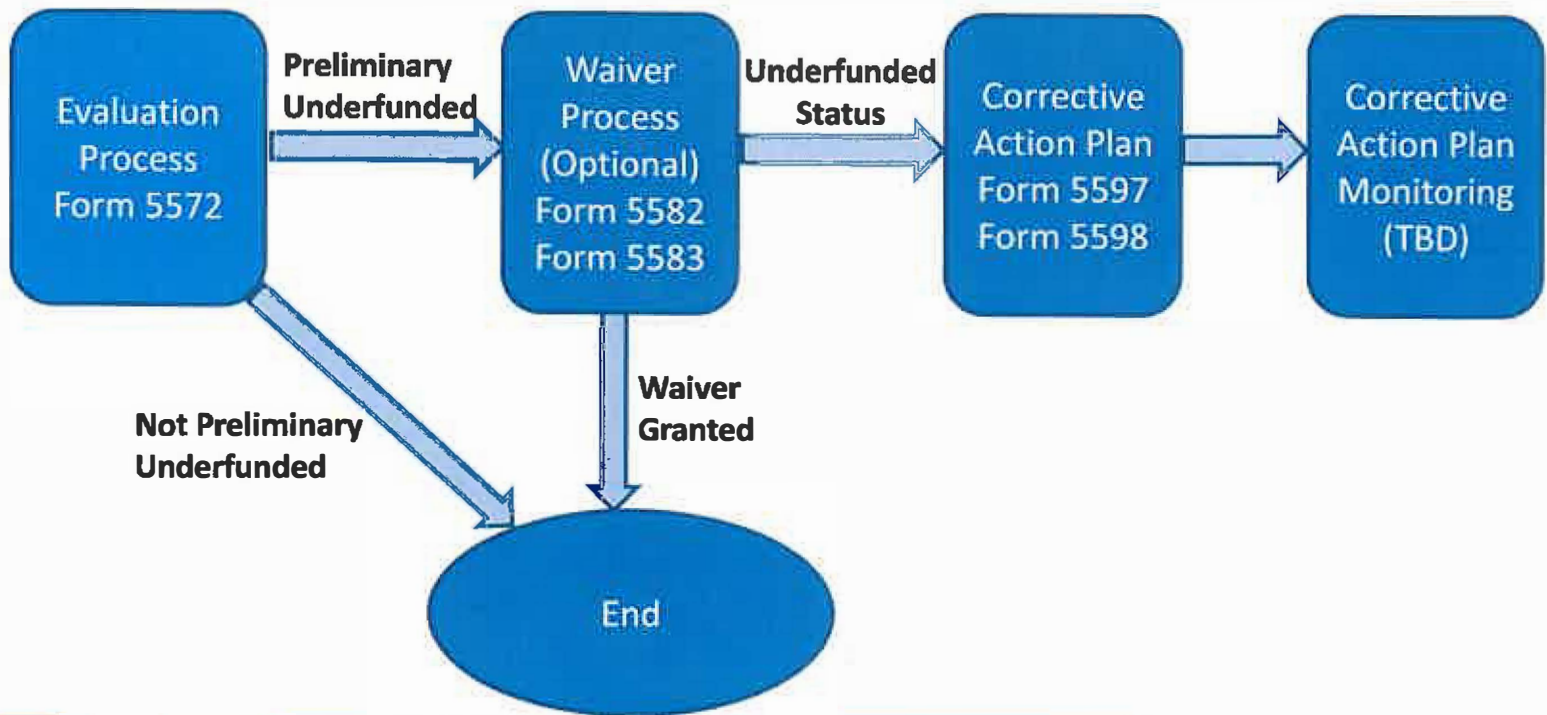 Evaluation
Process
Form 5572
Preliminary
Underfunded
Waiver
Process
(Optional)
Form 5582
Form 5583
Underfunded
Status
Corrective
Action Plan
Form 5597
Form 5598
Corrective
Action Plan
Monitoring
(TBD)
Not Preliminary
Underfunded
Waiver
Granted
End